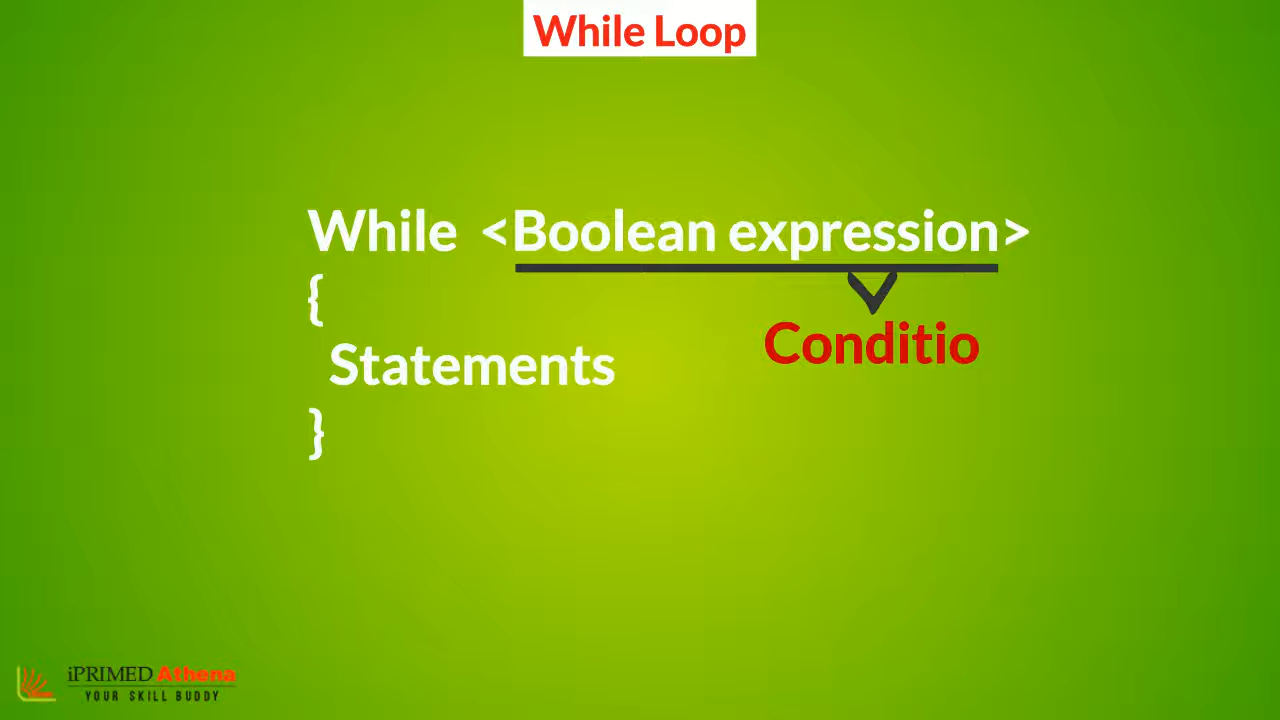 While Loop
While <Boolean expression>
{
Conditio
Statements
}
iPRIMED Athena
YOUR SKILL BUDDY